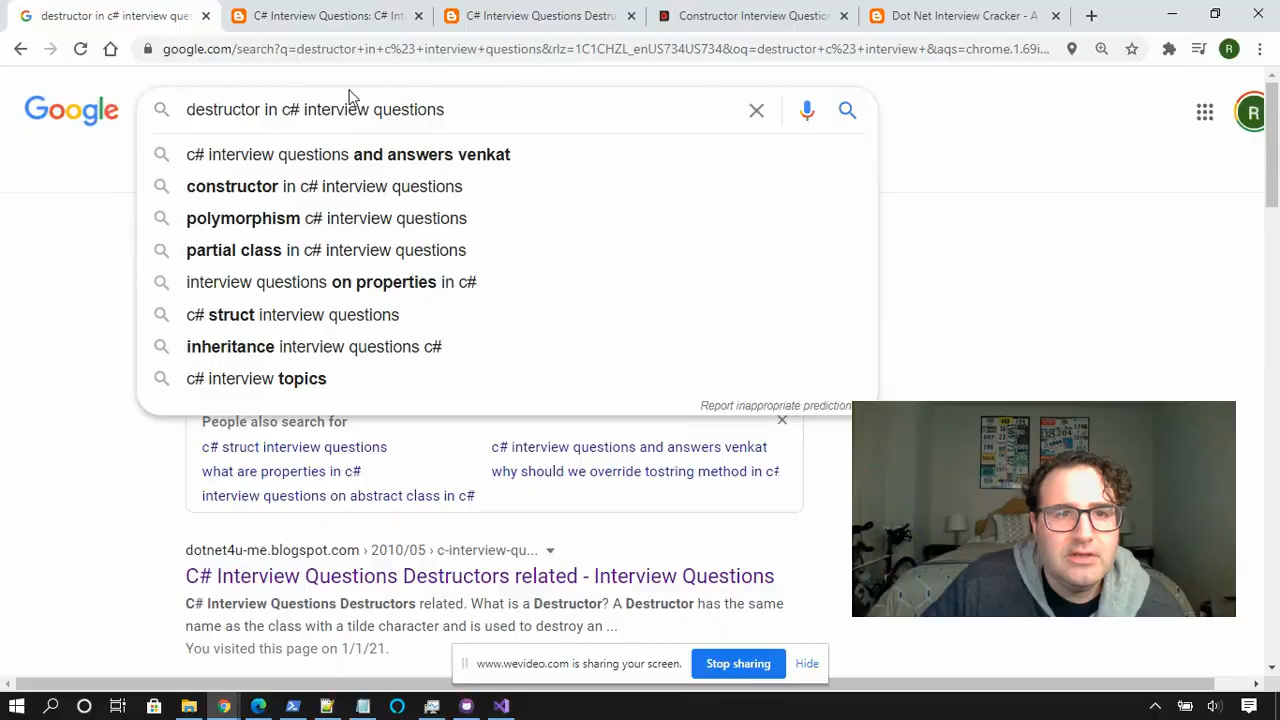 destructor in c# interview ques
C# Interview Questions: C# Int
C# Interview Questions Destru
Constructor Interview Question
Dot Net Interview Cracker - A
google.com/search?q=destructor+in+c%23+interview+questions&rlz=1C1CHZL_enUS734US734&oq=destructor+c%23+interview+&aqs=chrome.1.69i...
R
Google
destructor in c# interview questions
R
c# interview questions and answers venkat
constructor in c# interview questions
polymorphism c# interview questions
partial class in c# interview questions
interview questions on properties in c#
c# struct interview questions
inheritance interview questions c#
c# interview topics
Report inappropriate prediction
People also search for
c# struct interview questions
c# interview questions and answers venkat
what are properties in c#
why should we override tostring method in c#
interview questions on abstract class in c#
dotnet4u-me.blogspot.com › 2010/05 › c-interview-qu...
C# Interview Questions Destructors related - Interview Questions
C# Interview Questions Destructors related. What is a Destructor? A Destructor has the same
name as the class with a tilde character and is used to destroy an ...
You visited this page on 1/1/21.
www.wevideo.com is sharing your screen.
Stop sharing
Hide